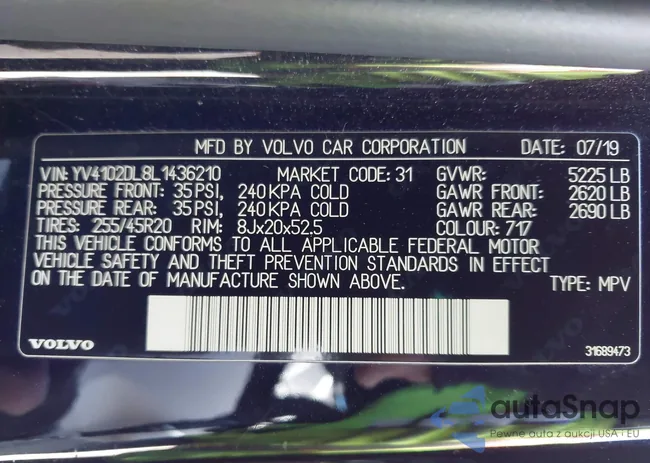 MFD BY VOLVO CAR CORPORATION DATE: 07/19
VIN: YV4102DL8L1436210 MARKET CODE: 31 GVWR: 5225 LB
PRESSURE FRONT: 35 PSI, 240 KPA COLD GAWR FRONT: 2620 LB
PRESSURE REAR: 35 PSI, 240 KPA COLD GAWR REAR: 2690 LB
TIRES: 255/45R20 RIM: 8Jx20x52.5 COLOUR: 717
THIS VEHICLE CONFORMS TO ALL APPLICABLE FEDERAL MOTOR
VEHICLE SAFETY AND THEFT PREVENTION STANDARDS IN EFFECT
ON THE DATE OF MANUFACTURE SHOWN ABOVE. TYPE: MPV
VOLVO 31689473
autaSnap
Pewne auta z aukcji USA i EU